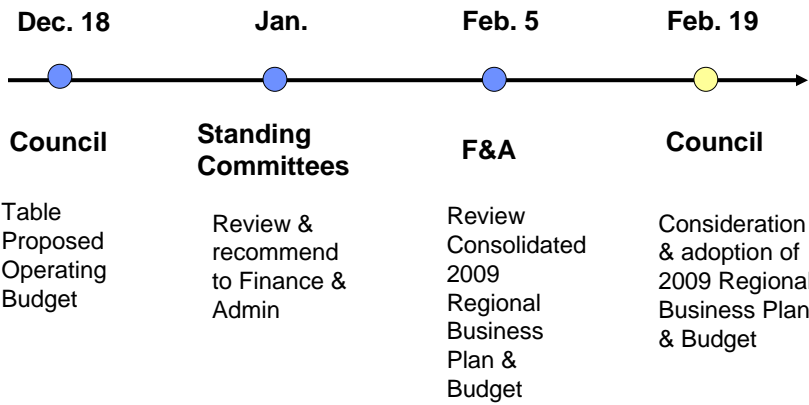 Dec. 18
Jan.
Feb. 5
Feb. 19
Council
Standing
Committees
F&A
Council
Table
Proposed
Operating
Budget
Review &
recommend
to Finance &
Admin
Review
Consolidated
2009
Regional
Business
Plan &
Budget
Consideration
& adoption of
2009 Regional
Business Plan
& Budget